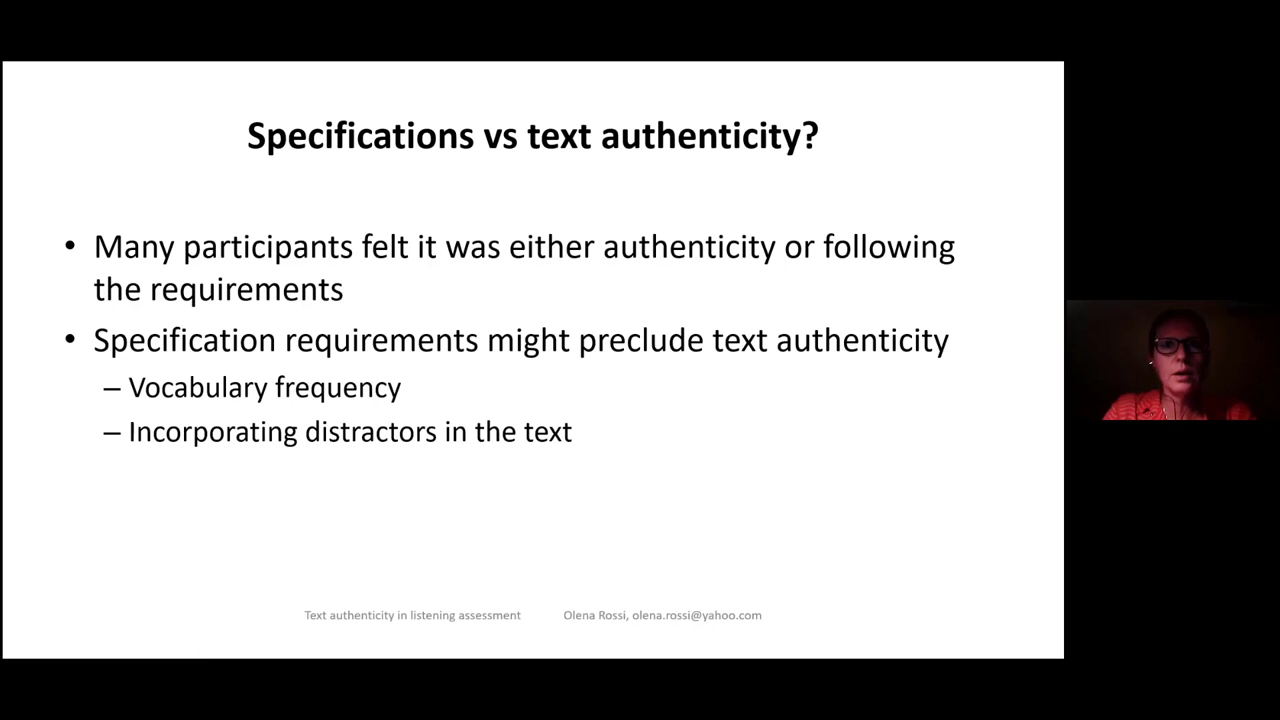 Specifications vs text authenticity?
• Many participants felt it was either authenticity or following
the requirements
• Specification requirements might preclude text authenticity
– Vocabulary frequency
– Incorporating distractors in the text
Text authenticity in listening assessment Olena Rossi, olena.rossi@yahoo.com